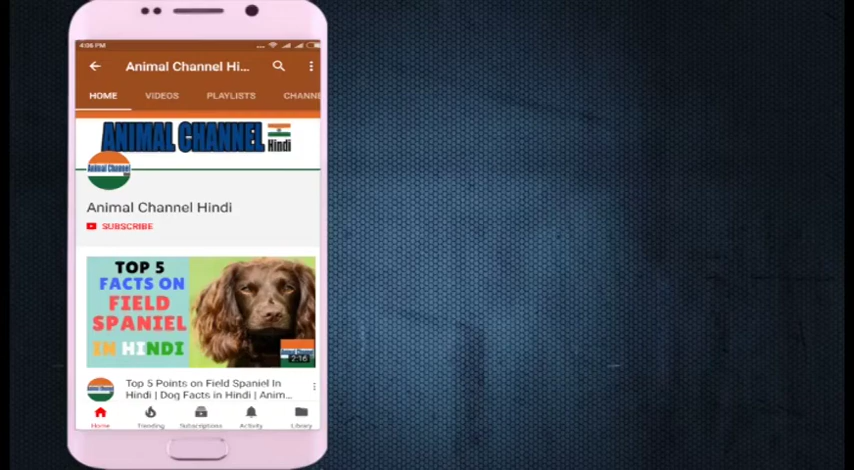 4:06 PM
Animal Channel Hi...
HOME VIDEOS PLAYLISTS CHANNE
ANIMAL CHANNEL
Hindi
Animal Channel
Animal Channel Hindi
SUBSCRIBE
TOP 5
FACTS ON
FIELD
SPANIEL
IN HINDI
2:16
Top 5 Points on Field Spaniel In
Hindi | Dog Facts in Hindi | Anim...
Home Trending Subscriptions Activity Library